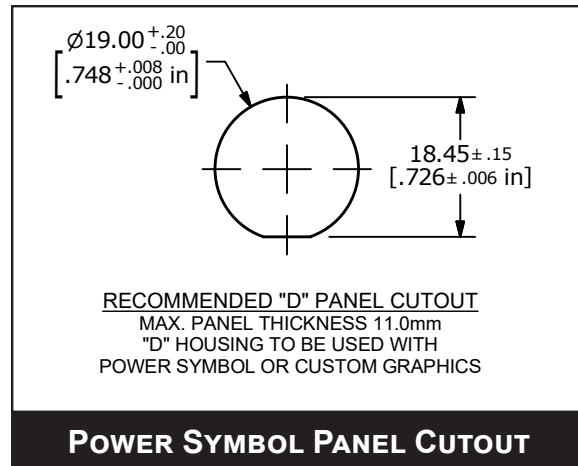 Ø19.00 +.20 -.00
[.748 +.008 -.000 in]
18.45± .15
[.726± .006 in]
RECOMMENDED "D" PANEL CUTOUT
MAX. PANEL THICKNESS 11.0mm
"D" HOUSING TO BE USED WITH
POWER SYMBOL OR CUSTOM GRAPHICS
POWER SYMBOL PANEL CUTOUT